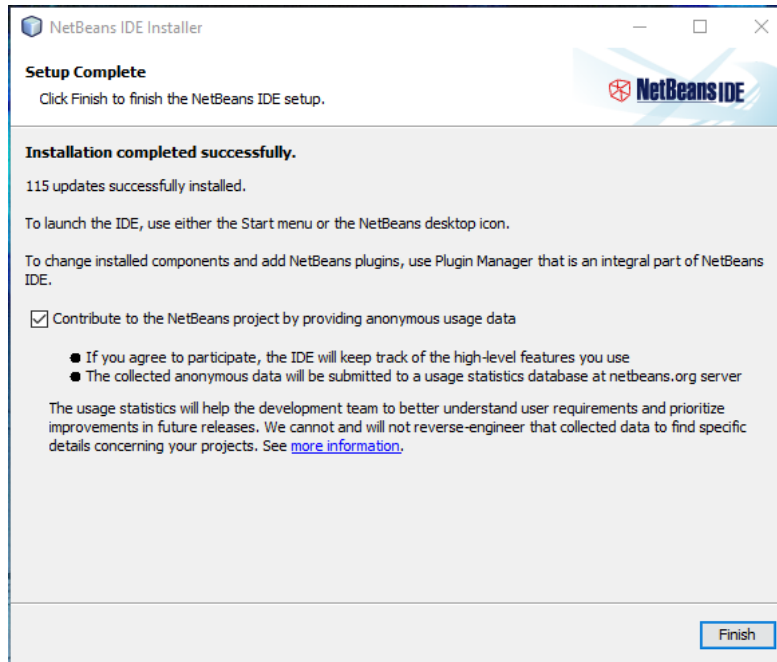 NetBeans IDE Installer
Setup Complete
Click Finish to finish the NetBeans IDE setup.
NetBeans IDE
Installation completed successfully.
115 updates successfully installed.
To launch the IDE, use either the Start menu or the NetBeans desktop icon.
To change installed components and add NetBeans plugins, use Plugin Manager that is an integral part of NetBeans
IDE.
Contribute to the NetBeans project by providing anonymous usage data
If you agree to participate, the IDE will keep track of the high-level features you use
The collected anonymous data will be submitted to a usage statistics database at netbeans.org server
The usage statistics will help the development team to better understand user requirements and prioritize
improvements in future releases. We cannot and will not reverse-engineer that collected data to find specific
details concerning your projects. See more information.
Finish